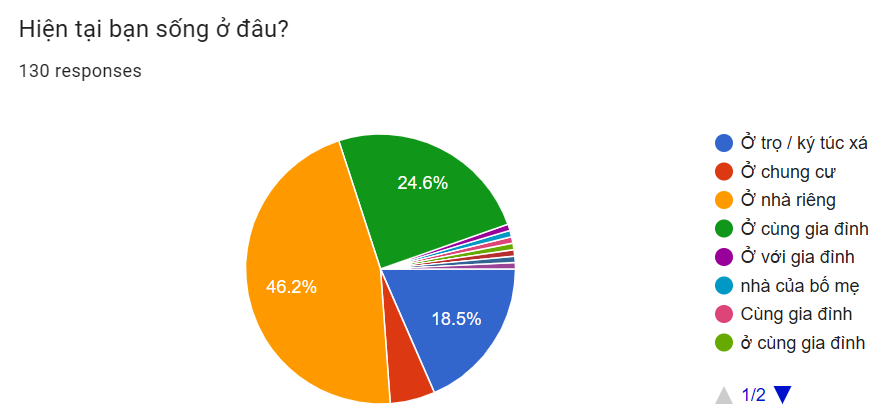 Hiện tại bạn sống ở đâu?
130 responses
24.6%
46.2%
18.5%
Ở trọ / ký túc xá
Ở chung cư
Ở nhà riêng
Ở cùng gia đình
Ở với gia đình
nhà của bố mẹ
Cùng gia đình
ở cùng gia đình
1/2